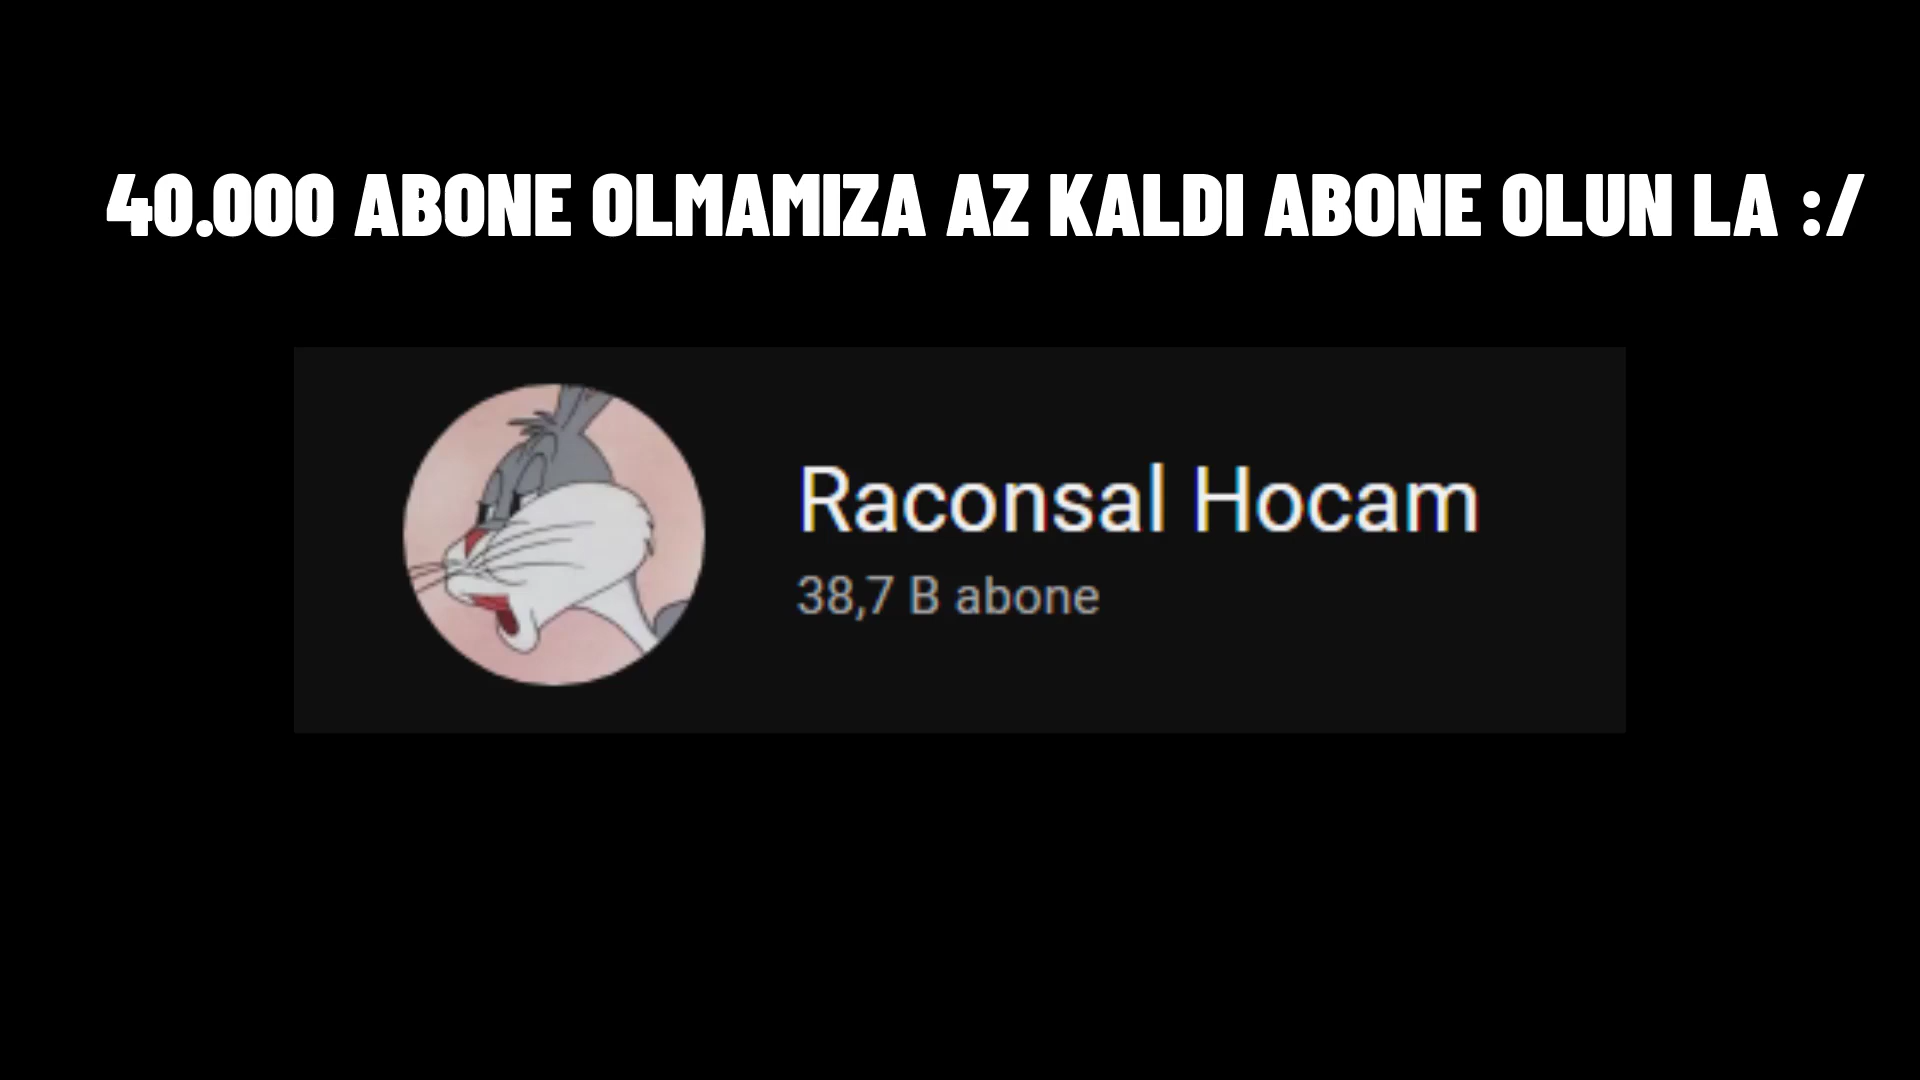 40.000 ABONE OLMAMIZA AZ KALDI ABONE OLUN LA :/
Raconsal Hocam
38,7 B abone